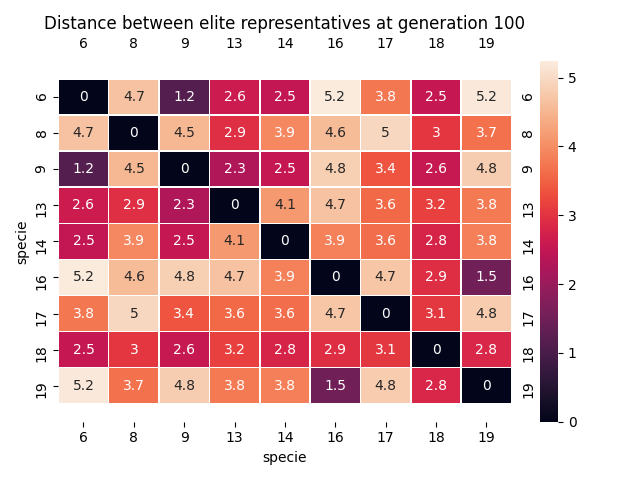 Distance between elite representatives at generation 100
6 8 9 13 14 16 17 18 19
6 0 4.7 1.2 2.6 2.5 5.2 3.8 2.5 5.2 6
8 4.7 0 4.5 2.9 3.9 4.6 5 3 3.7 8
9 1.2 4.5 0 2.3 2.5 4.8 3.4 2.6 4.8 9
13 2.6 2.9 2.3 0 4.1 4.7 3.6 3.2 3.8 13
14 2.5 3.9 2.5 4.1 0 3.9 3.6 2.8 3.8 14
16 5.2 4.6 4.8 4.7 3.9 0 4.7 2.9 1.5 16
17 3.8 5 3.4 3.6 3.6 4.7 0 3.1 4.8 17
18 2.5 3 2.6 3.2 2.8 2.9 3.1 0 2.8 18
19 5.2 3.7 4.8 3.8 3.8 1.5 4.8 2.8 0 19
6 8 9 13 14 16 17 18 19
specie
specie
5
4
3
2
1
0